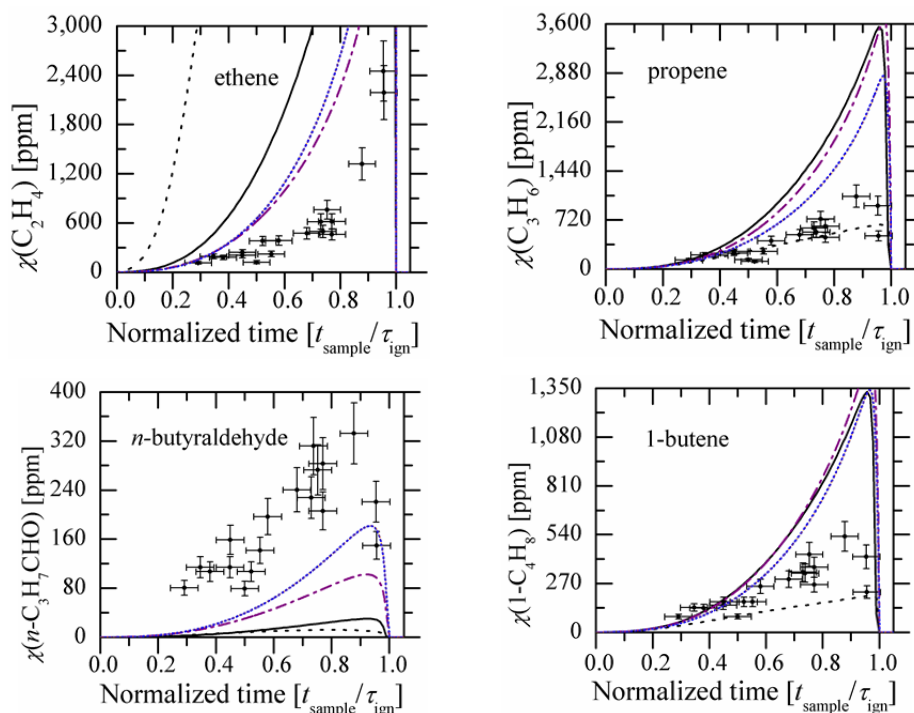 3,000
2,400
1,800
1,200
600
0
χ(C2H4) [ppm]
ethene
0.0 0.2 0.4 0.6 0.8 1.0
Normalized time [tsample/τign]
3,600
2,880
2,160
1,440
720
0
χ(C3H6) [ppm]
propene
0.0 0.2 0.4 0.6 0.8 1.0
Normalized time [tsample/τign]
400
320
240
160
80
0
χ(n-C3H7CHO) [ppm]
n-butyraldehyde
0.0 0.2 0.4 0.6 0.8 1.0
Normalized time [tsample/τign]
1,350
1,080
810
540
270
0
χ(1-C4H8) [ppm]
1-butene
0.0 0.2 0.4 0.6 0.8 1.0
Normalized time [tsample/τign]